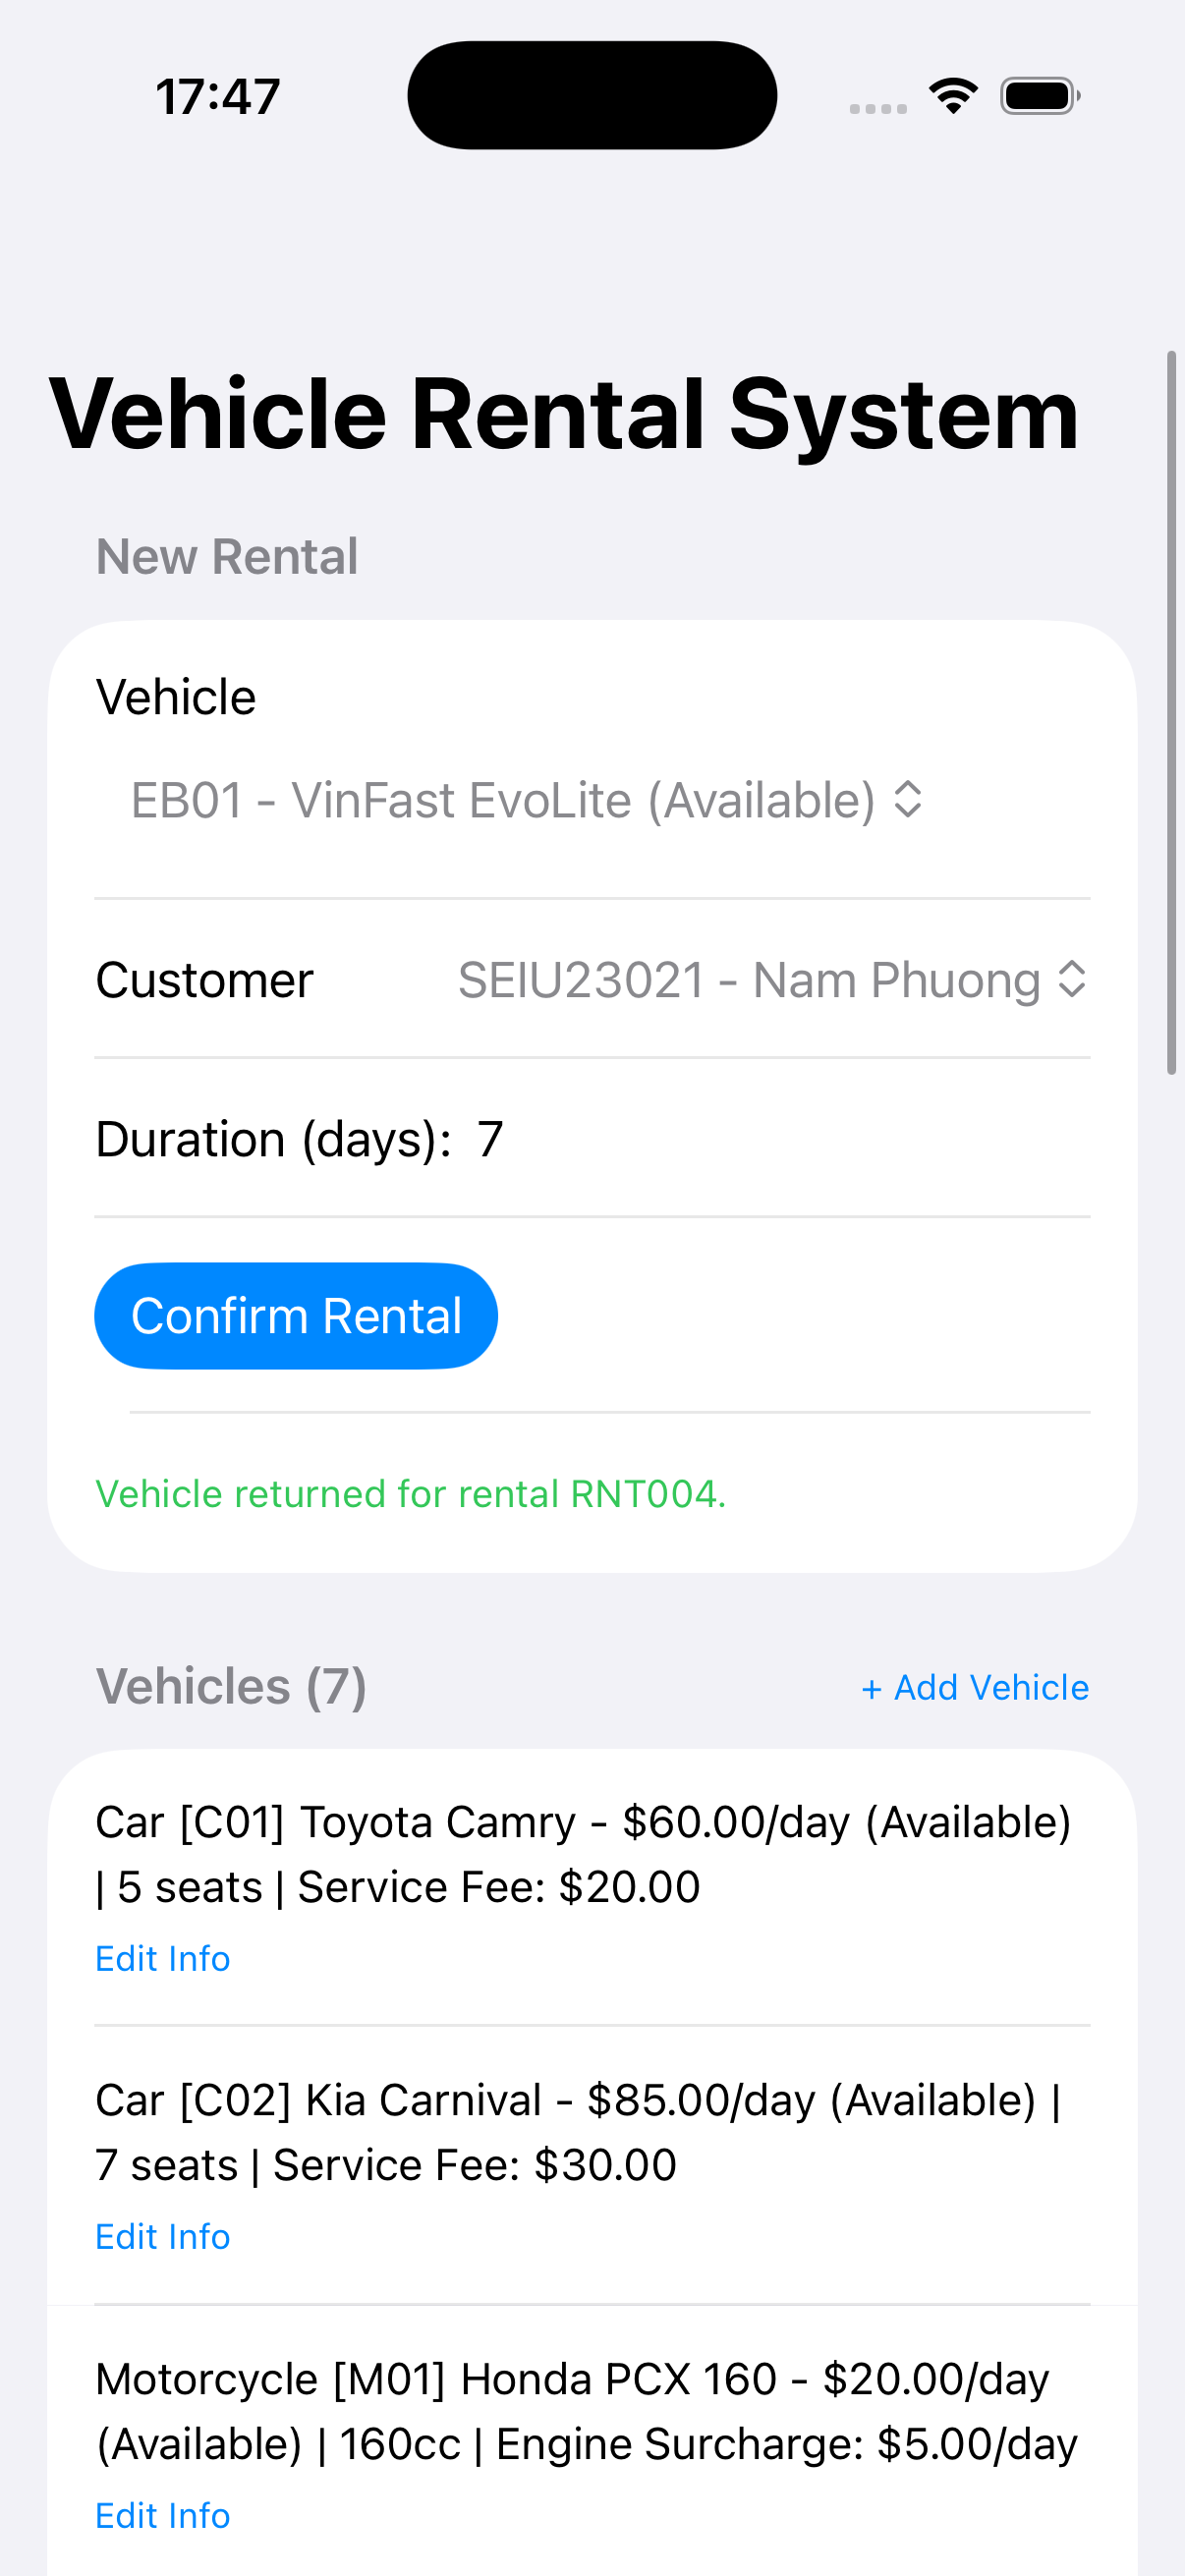 17:47
Vehicle Rental System
New Rental
Vehicle
EB01 - VinFast EvoLite (Available)
Customer
SEIU23021 - Nam Phuong
Duration (days): 7
Confirm Rental
Vehicle returned for rental RNT004.
Vehicles (7)
+ Add Vehicle
Car [C01] Toyota Camry - $60.00/day (Available)
| 5 seats | Service Fee: $20.00
Edit Info
Car [C02] Kia Carnival - $85.00/day (Available) |
7 seats | Service Fee: $30.00
Edit Info
Motorcycle [M01] Honda PCX 160 - $20.00/day
(Available) | 160cc | Engine Surcharge: $5.00/day
Edit Info